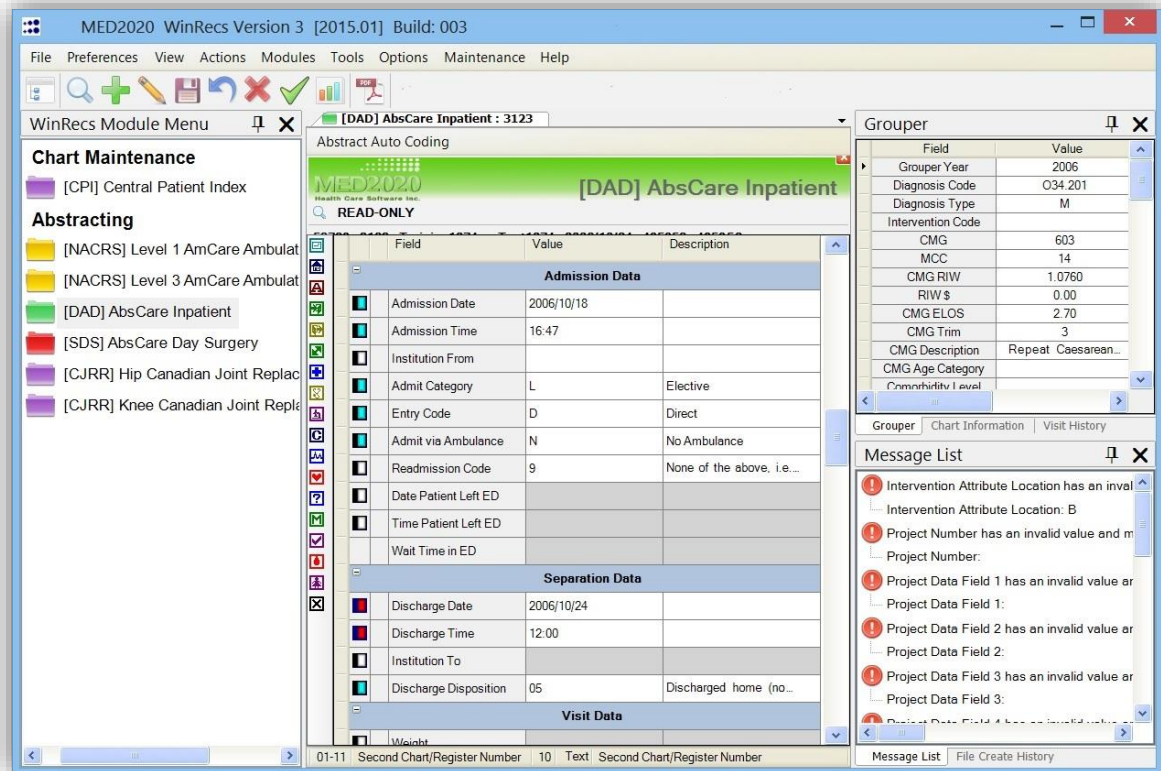 MED2020 WinRecs Version 3 [2015.01] Build: 003
File Preferences View Actions Modules Tools Options Maintenance Help
PDF
WinRecs Module Menu
Chart Maintenance
[CPI] Central Patient Index
Abstracting
[NACRS] Level 1 AmCare Ambulat
[NACRS] Level 3 AmCare Ambulat
[DAD] AbsCare Inpatient
[SDS] AbsCare Day Surgery
[CJRR] Hip Canadian Joint Replac
[CJRR] Knee Canadian Joint Repla
[DAD] AbsCare Inpatient : 3123
Abstract Auto Coding
MED2020
Health Care Software Inc.
[DAD] AbsCare Inpatient
READ-ONLY
Field Value Description
Admission Data
Admission Date 2006/10/18
Admission Time 16:47
Institution From
Admit Category L Elective
Entry Code D Direct
Admit via Ambulance N No Ambulance
Readmission Code 9 None of the above, i.e....
Date Patient Left ED
Time Patient Left ED
Wait Time in ED
Separation Data
Discharge Date 2006/10/24
Discharge Time 12:00
Institution To
Discharge Disposition 05 Discharged home (no...
Visit Data
Weight
01-11 Second Chart/Register Number 10 Text Second Chart/Register Number
Grouper
Field Value
Grouper Year 2006
Diagnosis Code O34.201
Diagnosis Type M
Intervention Code
CMG 603
MCC 14
CMG RIW 1.0760
RIW $ 0.00
CMG ELOS 2.70
CMG Trim 3
CMG Description Repeat Caesarean...
CMG Age Category
Comorbidity Level
Grouper Chart Information Visit History
Message List
Intervention Attribute Location has an inval
Intervention Attribute Location: B
Project Number has an invalid value and m
Project Number:
Project Data Field 1 has an invalid value ar
Project Data Field 1:
Project Data Field 2 has an invalid value ar
Project Data Field 2:
Project Data Field 3 has an invalid value ar
Project Data Field 3:
Project Data Field 4 has an invalid value ar
Message List File Create History